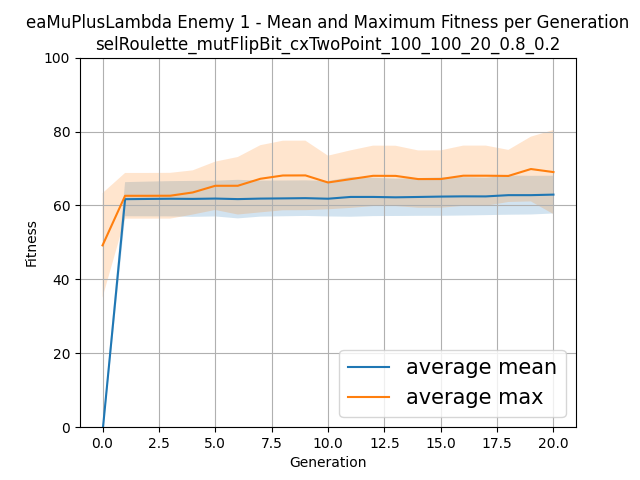 eaMuPlusLambda Enemy 1 - Mean and Maximum Fitness per Generation
selRoulette_mutFlipBit_cxTwoPoint_100_100_20_0.8_0.2
100
80
60
40
20
0
Fitness
average mean
average max
0.0 2.5 5.0 7.5 10.0 12.5 15.0 17.5 20.0
Generation